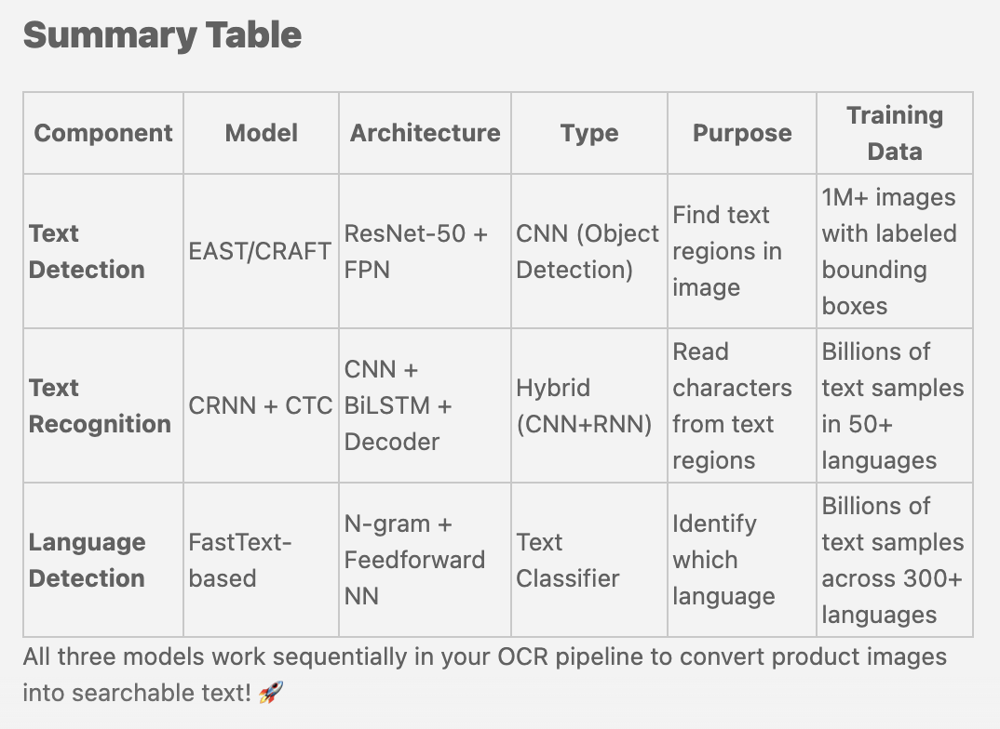 Summary Table
Component
Model
Architecture
Type
Purpose
Training
Data
Text
Detection
EAST/CRAFT
ResNet-50 +
FPN
CNN (Object
Detection)
Find text
regions in
image
1M+ images
with labeled
bounding
boxes
Text
Recognition
CRNN + CTC
CNN +
BiLSTM +
Decoder
Hybrid
(CNN+RNN)
Read
characters
from text
regions
Billions of
text samples
in 50+
languages
Language
Detection
FastText-
based
N-gram +
Feedforward
NN
Text
Classifier
Identify
which
language
Billions of
text samples
across 300+
languages
All three models work sequentially in your OCR pipeline to convert product images
into searchable text! 🚀